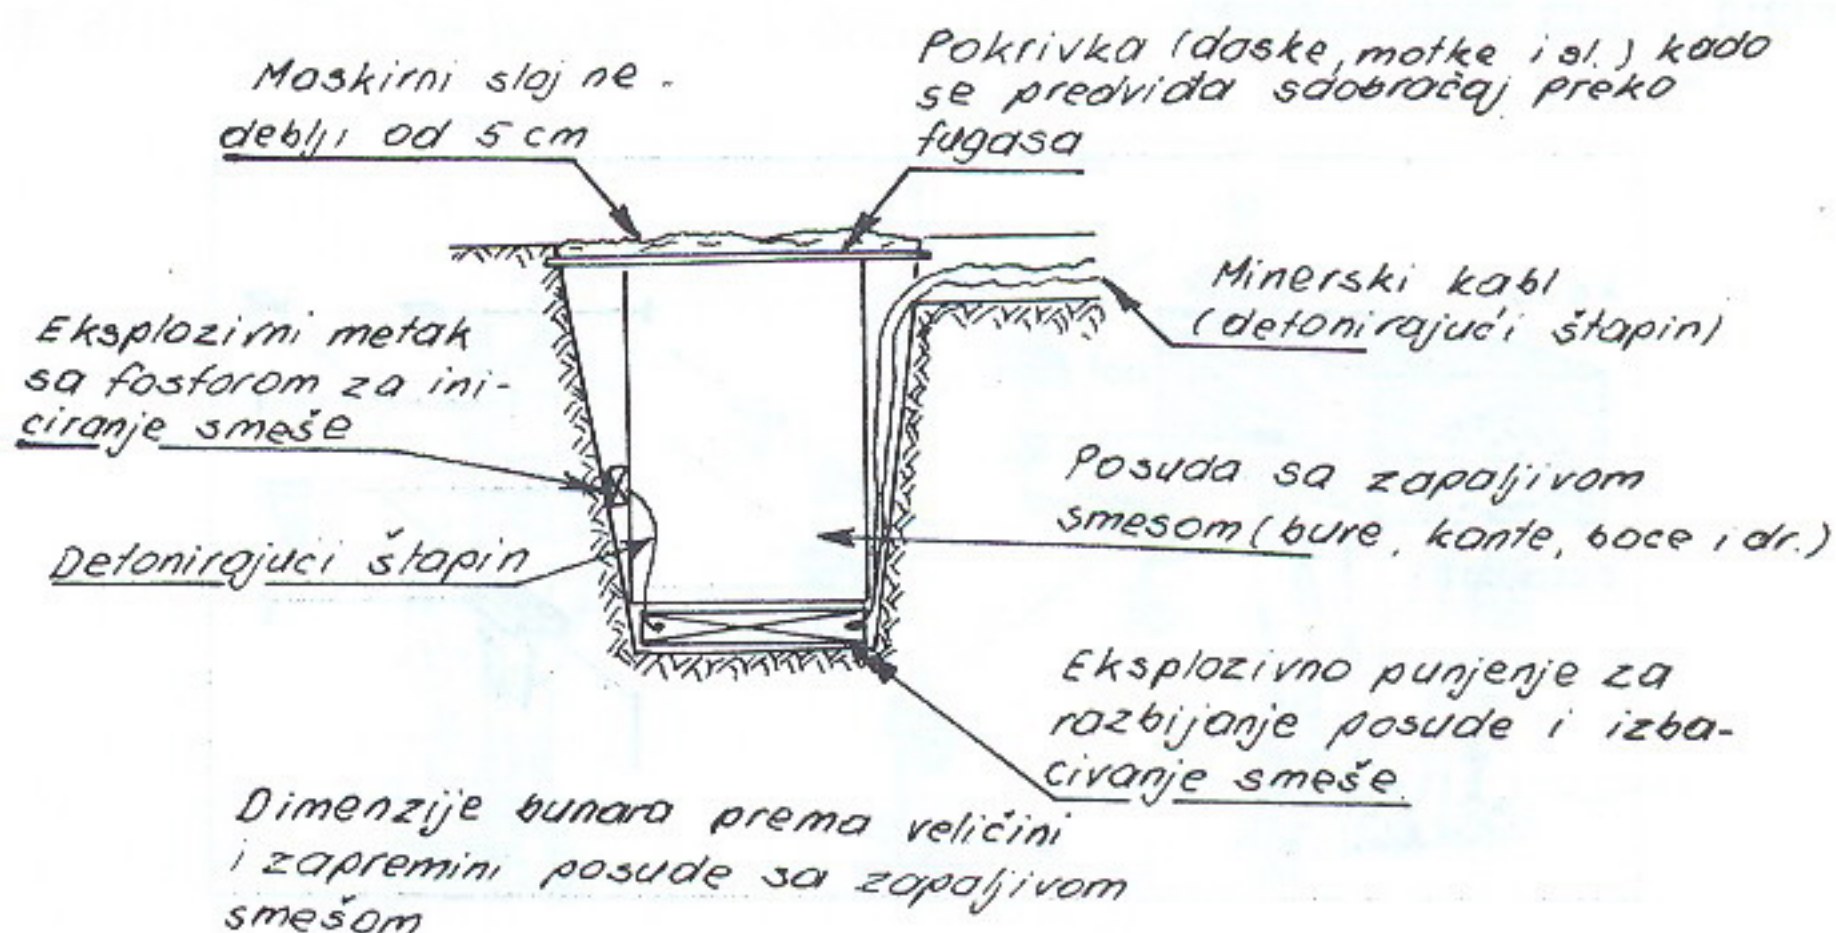 Maskirni sloj ne -
deblji od 5 cm
Pokrivka (daske, motke i sl.) kada
se predviđa saobračaj preko
fugasa
Minerski kabl
(detonirajući štapin)
Eksplozivni metak
sa fosforom za ini-
ciranje smeše
Posuda sa zapaljivom
smesom (bure, kante, boce i dr.)
Detonirajući štapin
Eksplozivno punjenje za
razbijanje posude i izba-
civanje smeše
Dimenzije bunara prema veličini
i zapremini posude sa zapaljivom
smešom